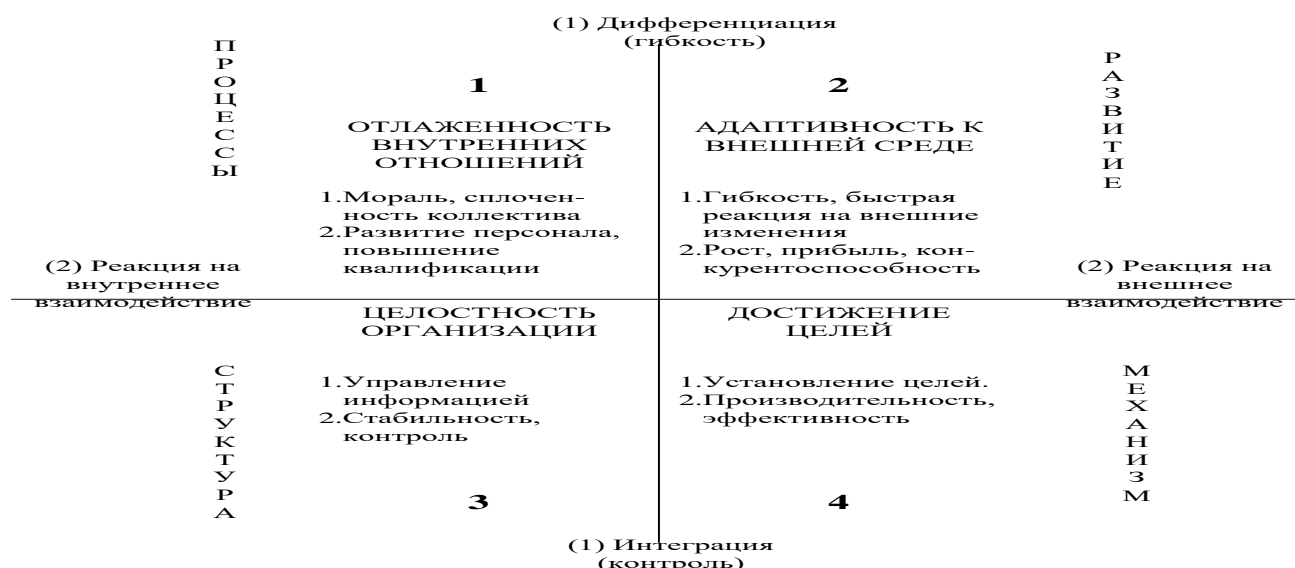 (1) Дифференциация
(гибкость)
ПРОЦЕССЫ
1
ОТЛАЖЕННОСТЬ
ВНУТРЕННИХ
ОТНОШЕНИЙ
1.Мораль, сплочен-
ность коллектива
2.Развитие персонала,
повышение
квалификации
2
АДАПТИВНОСТЬ К
ВНЕШНЕЙ СРЕДЕ
1.Гибкость, быстрая
реакция на внешние
изменения
2.Рост, прибыль, кон-
курентоспособность
РАЗВИТИЕ
(2) Реакция на
внутреннее
взаимодействие
(2) Реакция на
внешнее
взаимодействие
СТРУКТУРА
ЦЕЛОСТНОСТЬ
ОРГАНИЗАЦИИ
1.Управление
информацией
2.Стабильность,
контроль
3
ДОСТИЖЕНИЕ
ЦЕЛЕЙ
1.Установление целей.
2.Производительность,
эффективность
4
МЕХАНИЗМ
(1) Интеграция
(контроль)